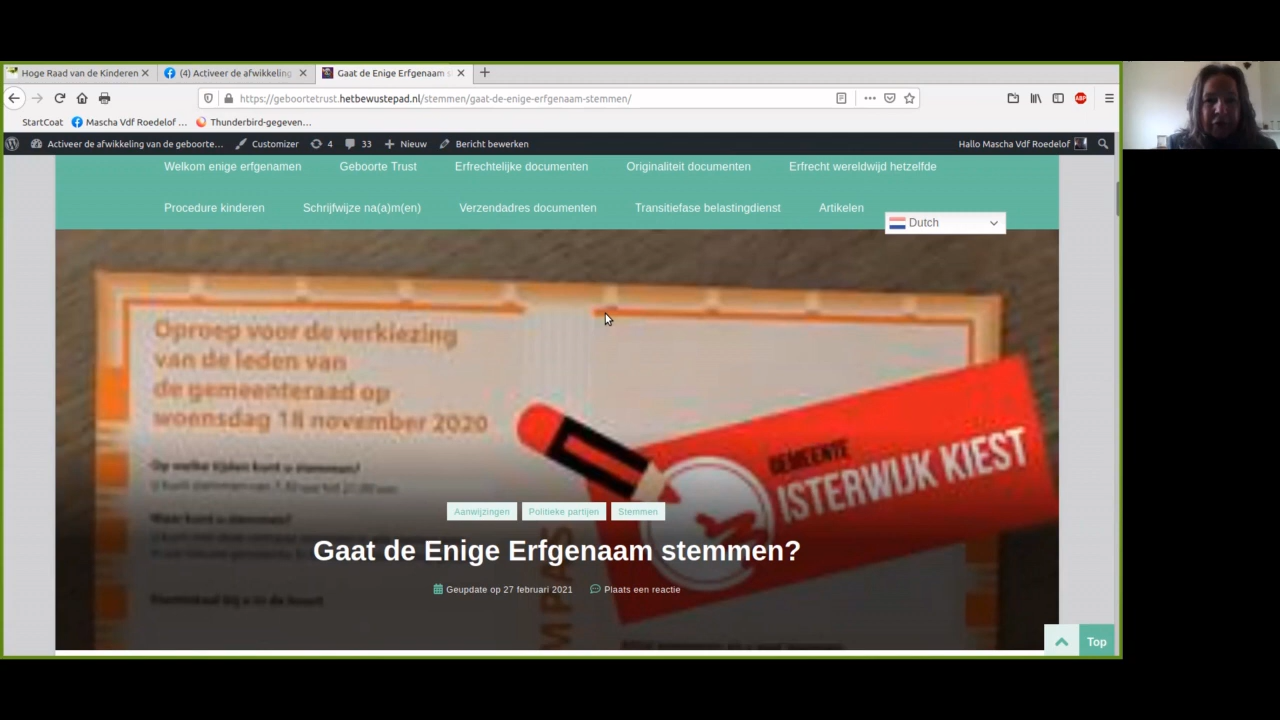 Hoge Raad van de Kinderen
(4) Activeer de afwikkeling
Gaat de Enige Erfgenaam s
https://geboortetrust.hetbewustepad.nl/stemmen/gaat-de-enige-erfgenaam-stemmen/
ABP
StartCoat
Mascha Vdf Roedelof ...
Thunderbird-gegeven...
Activeer de afwikkeling van de geboorte...
Customizer
4
33
Nieuw
Bericht bewerken
Hallo Mascha Vdf Roedelof
Welkom enige erfgenamen
Geboorte Trust
Erfrechtelijke documenten
Originaliteit documenten
Erfrecht wereldwijd hetzelfde
Procedure kinderen
Schrijfwijze na(a)m(en)
Verzendadres documenten
Transitiefase belastingdienst
Artikelen
Dutch
Oproep voor de verkiezing
van de leden van
de gemeenteraad op
woensdag 18 november 2020
Op welke tijden kunt u stemmen?
GEMEENTE
ISTERWIJK KIEST
Aanwijzingen
Politieke partijen
Stemmen
Gaat de Enige Erfgenaam stemmen?
Geupdate op 27 februari 2021
Plaats een reactie
Top